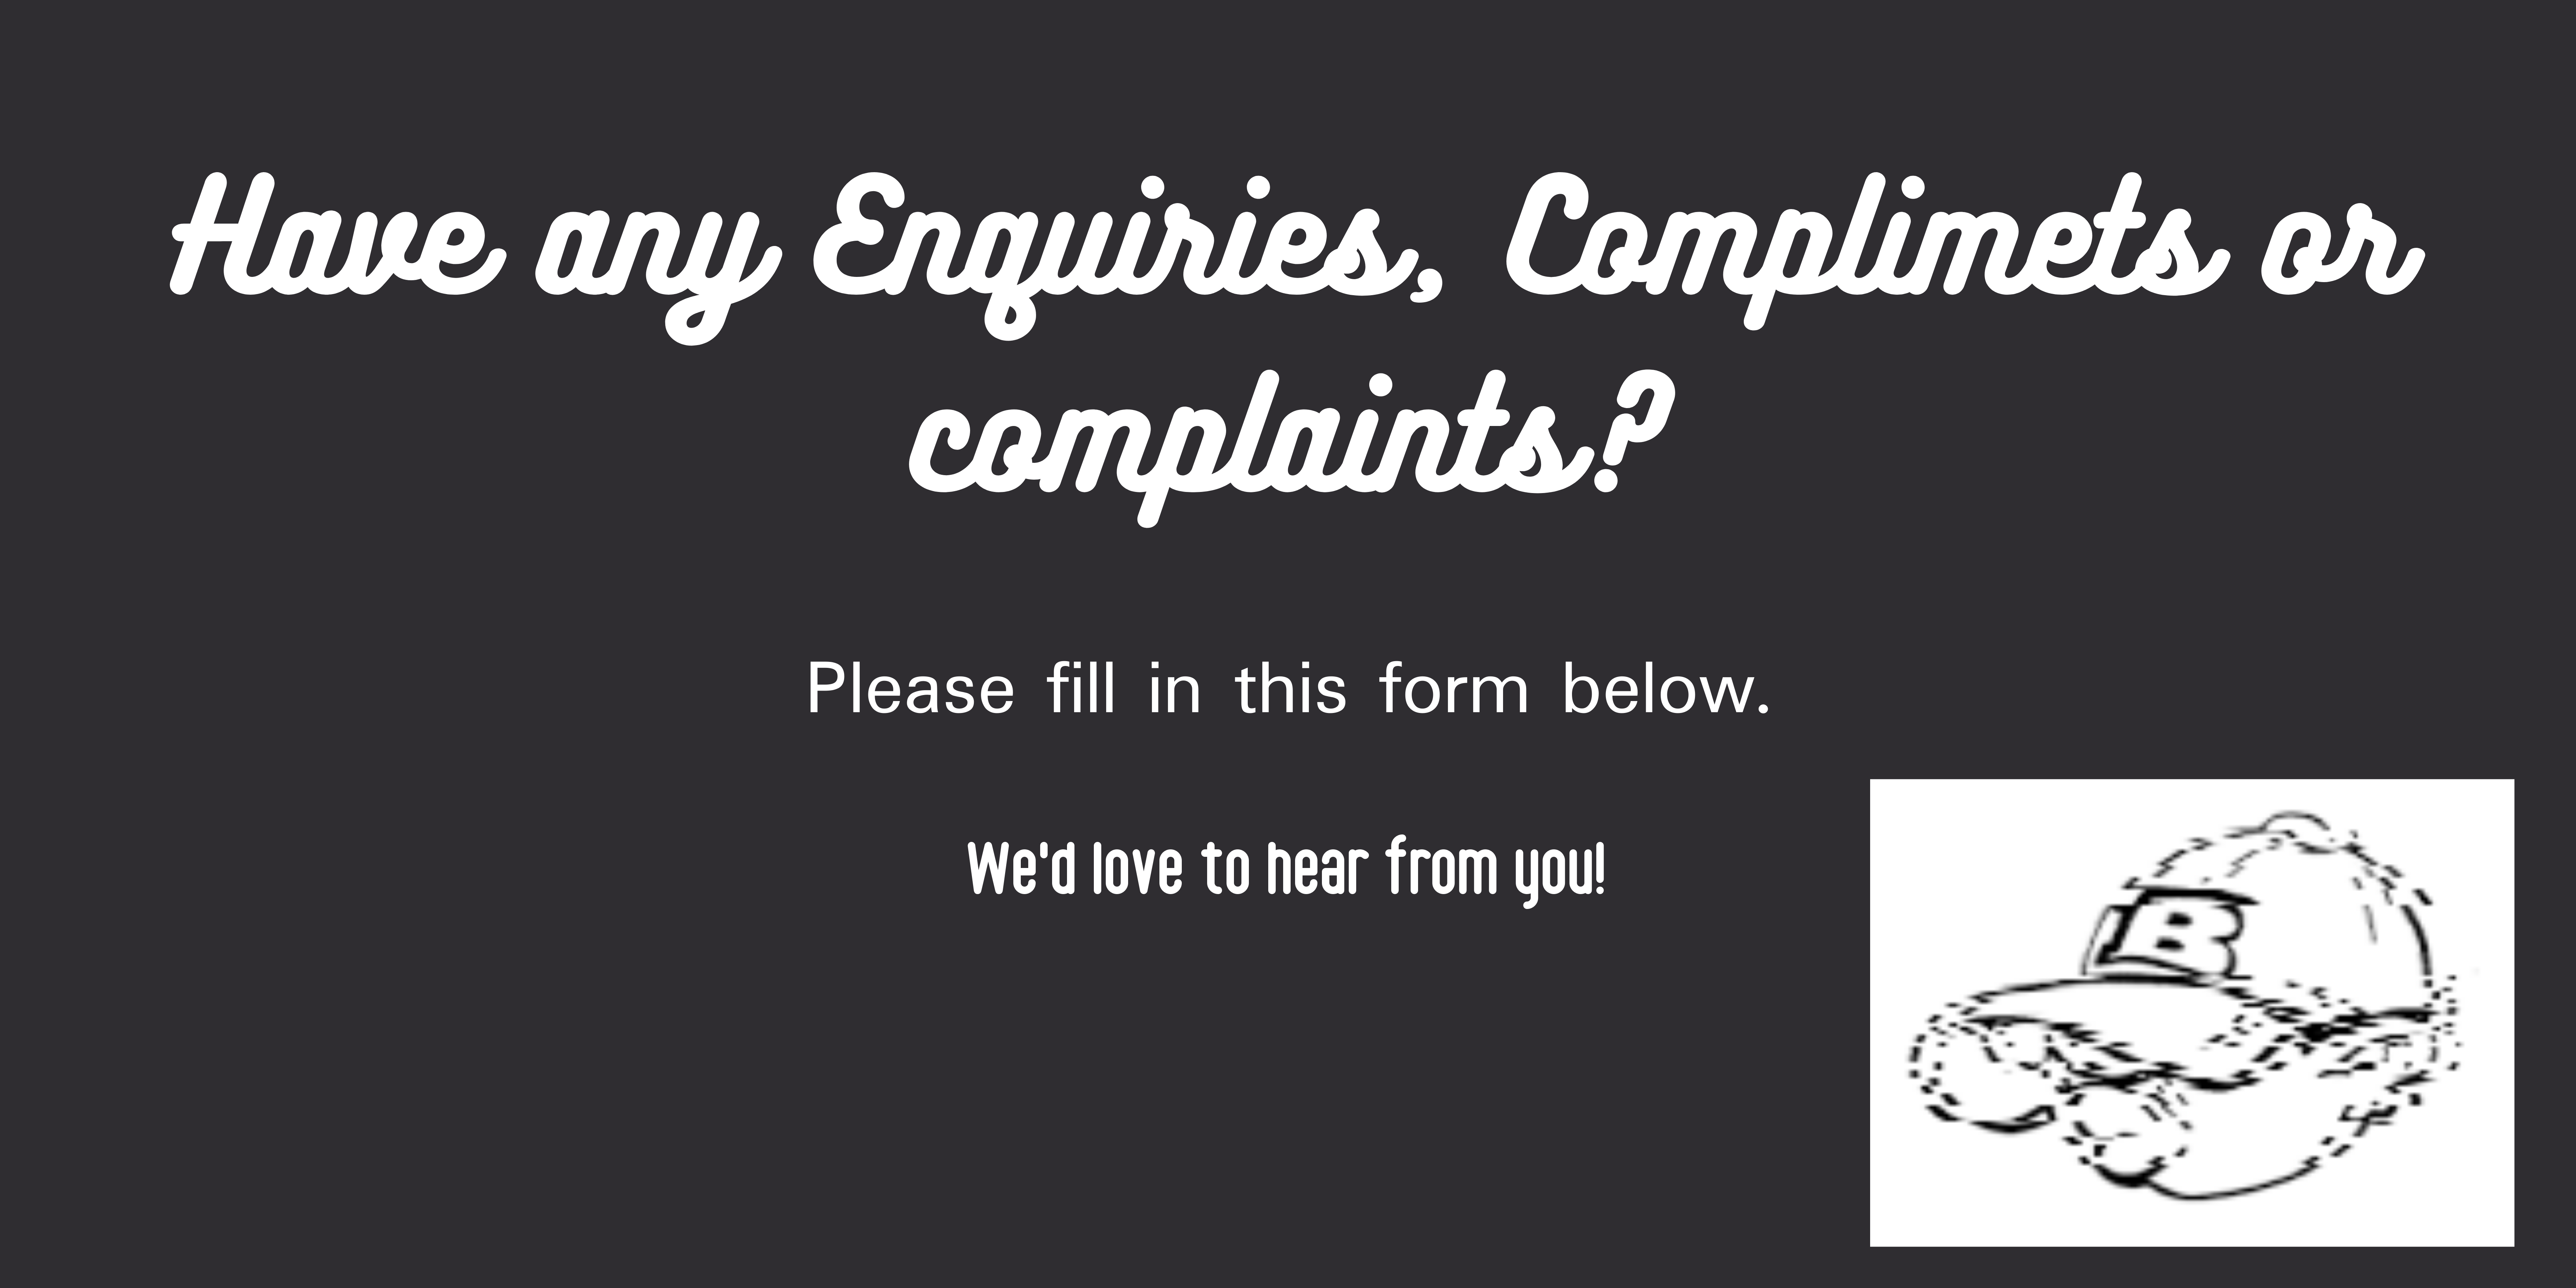 Have any Enquiries, Complimets or
complaints?
Please fill in this form below.
We'd love to hear from you!
B